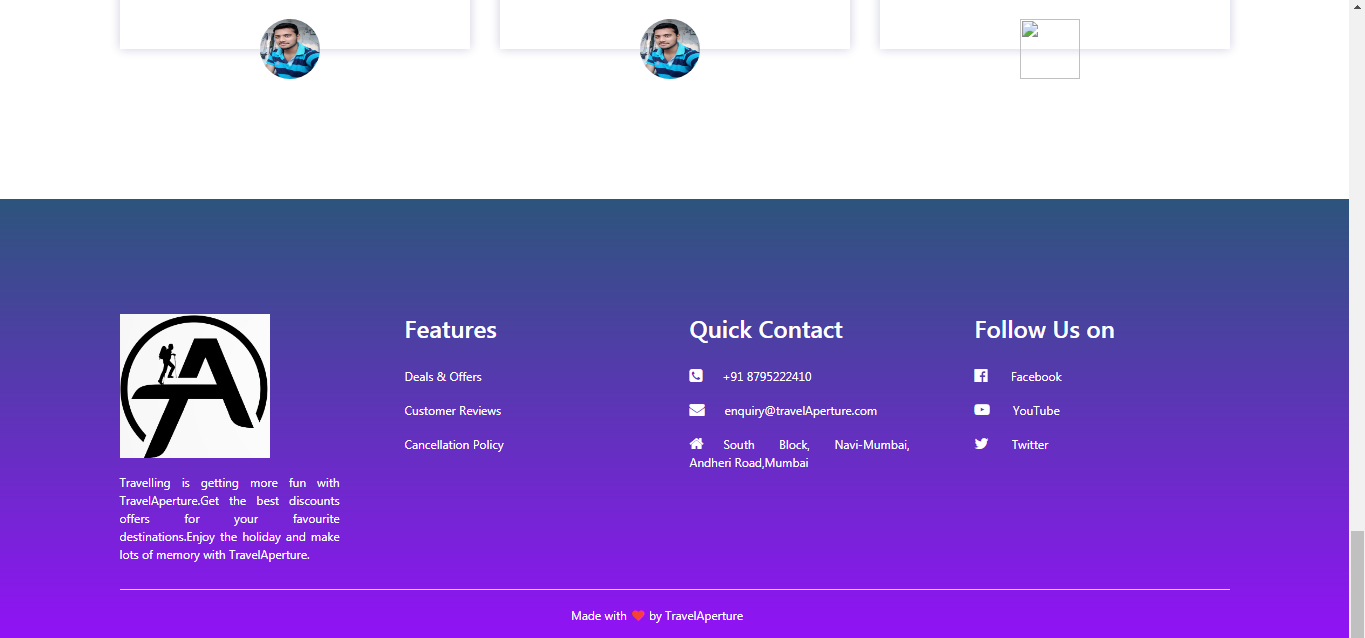 Features
Quick Contact
Follow Us on
Deals & Offers
+91 8795222410
Facebook
Customer Reviews
enquiry@travelAperture.com
YouTube
Cancellation Policy
South Block, Navi-Mumbai,
Andheri Road,Mumbai
Twitter
TA
Travelling is getting more fun with
TravelAperture.Get the best discounts
offers for your favourite
destinations.Enjoy the holiday and make
lots of memory with TravelAperture.
Made with ❤ by TravelAperture